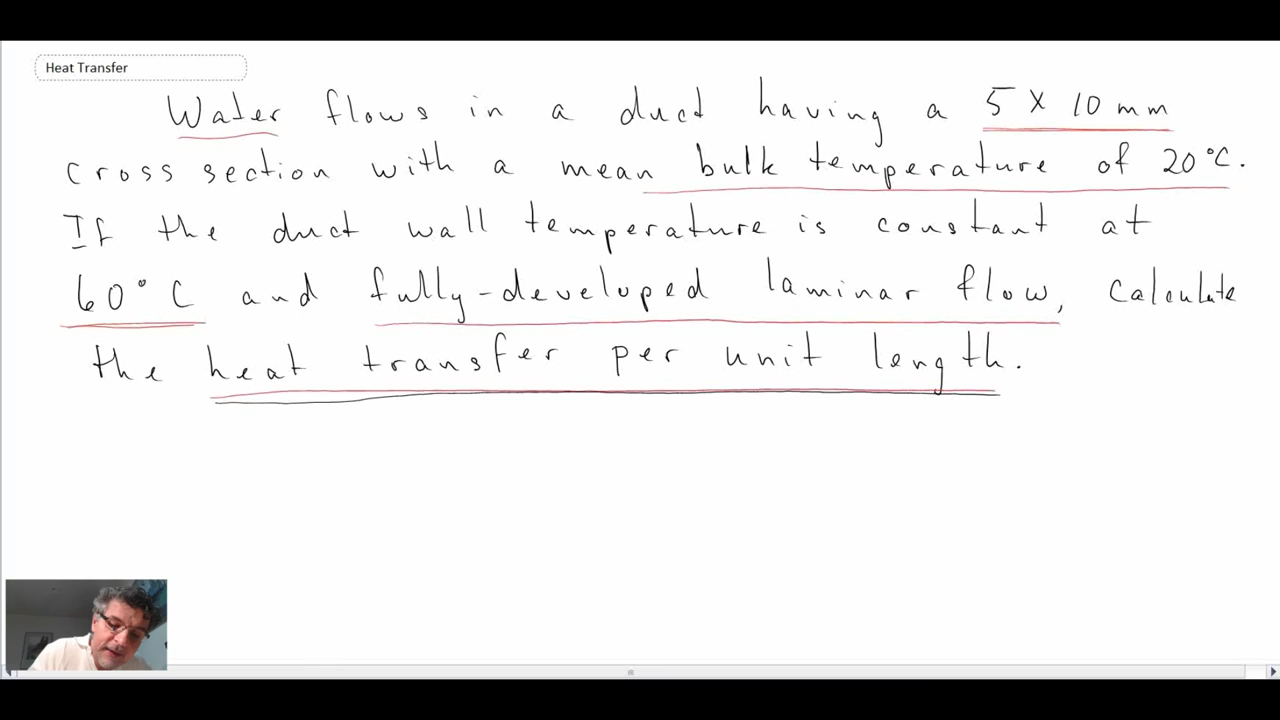 Heat Transfer
Water flows in a duct having a 5 X 10 mm
cross section with a mean bulk temperature of 20°C.
If the duct wall temperature is constant at
60°C and fully-developed laminar flow, calculate
the heat transfer per unit length.